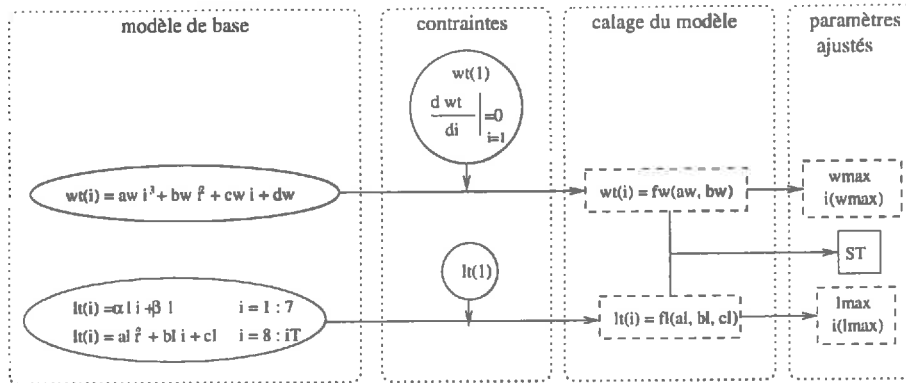 modèle de base
contraintes
calage du modèle
paramètres
ajustés
wt(1)
d wt
di
=0
i=1
wt(i) = aw i³ + bw i² + cw i + dw
wt(i) = fw(aw, bw)
wmax
i(wmax)
ST
lt(1)
lt(i) =αl i +βl i = 1 : 7
lt(i) = al i² + bl i + cl i = 8 : iT
lt(i) = fl(al, bl, cl)
lmax
i(lmax)